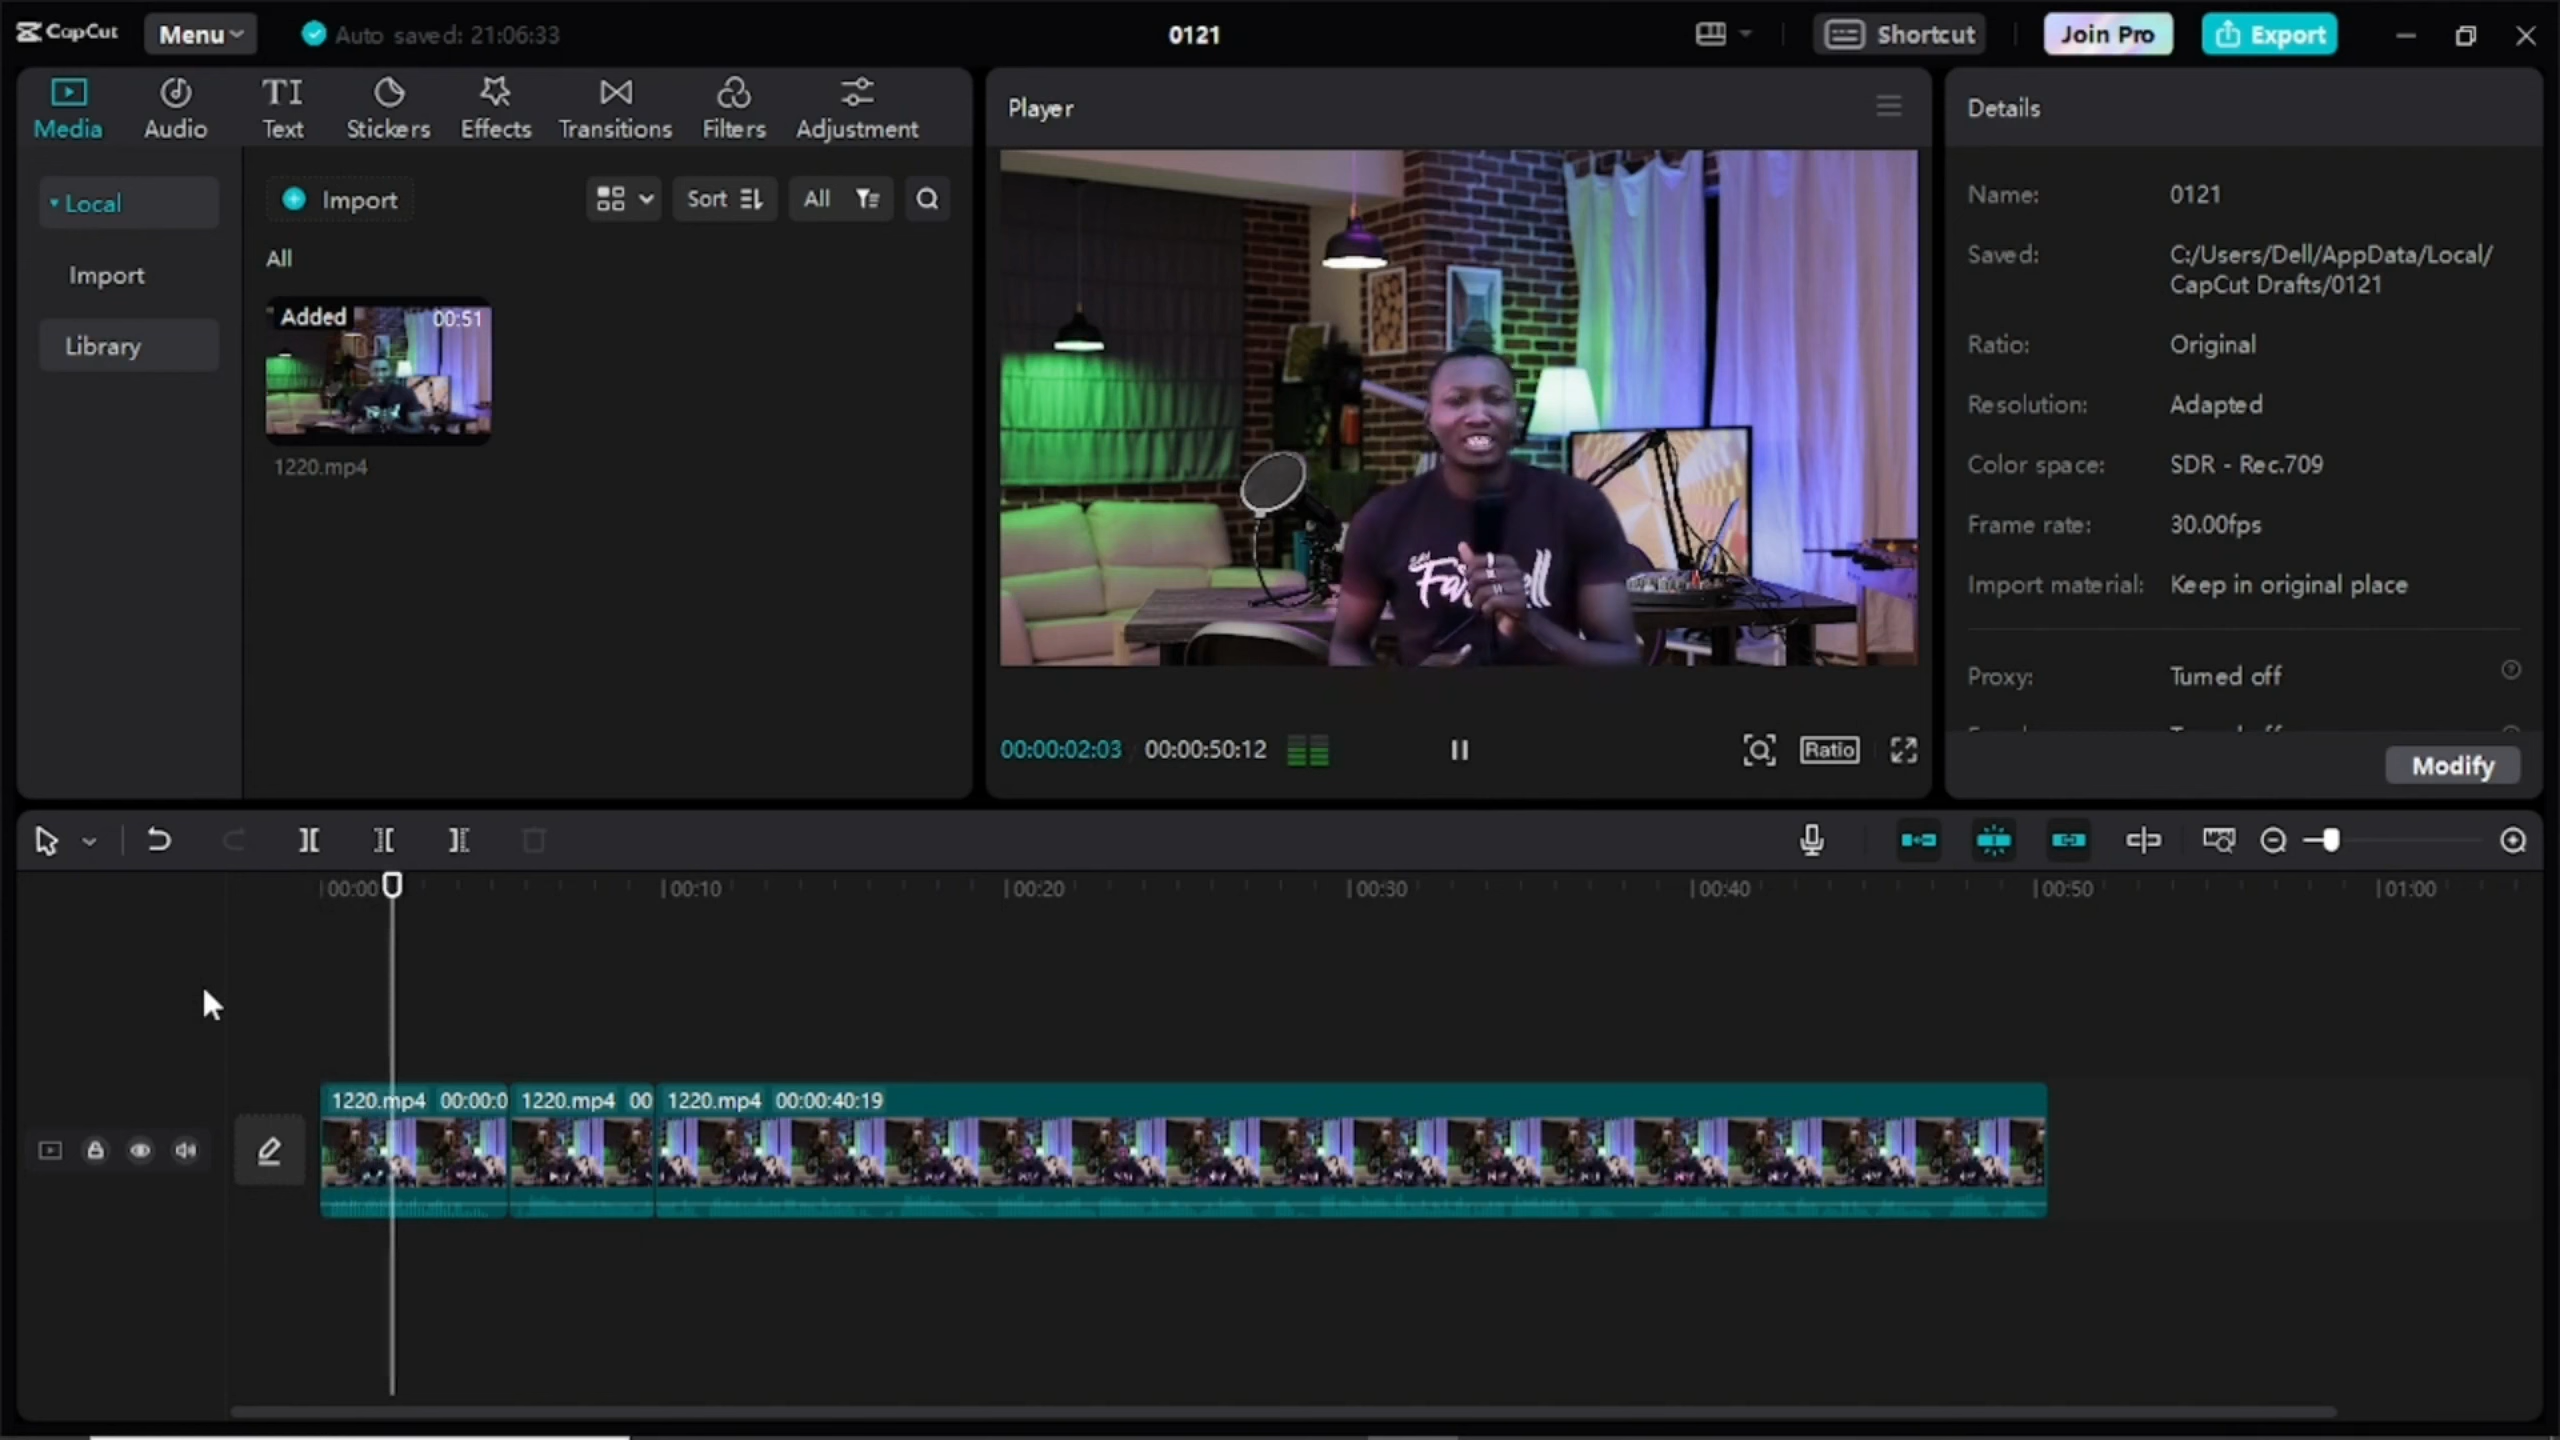 CapCut
Menu
Auto saved: 21:06:33
0121
Shortcut
Join Pro
Export
Media
Audio
TI
Text
Stickers
Effects
Transitions
Filters
Adjustment
Local
Import
Library
Import
Sort
All
All
Added
00:51
1220.mp4
Player
00:00:02:03
00:00:50:12
Ratio
Details
Name: 0121
Saved: C:/Users/Dell/AppData/Local/
CapCut Drafts/0121
Ratio: Original
Resolution: Adapted
Color space: SDR - Rec.709
Frame rate: 30.00fps
Import material: Keep in original place
Proxy: Turned off
Modify
00:00
00:10
00:20
00:30
00:40
00:50
01:00
1220.mp4 00:00:0
1220.mp4 00
1220.mp4 00:00:40:19